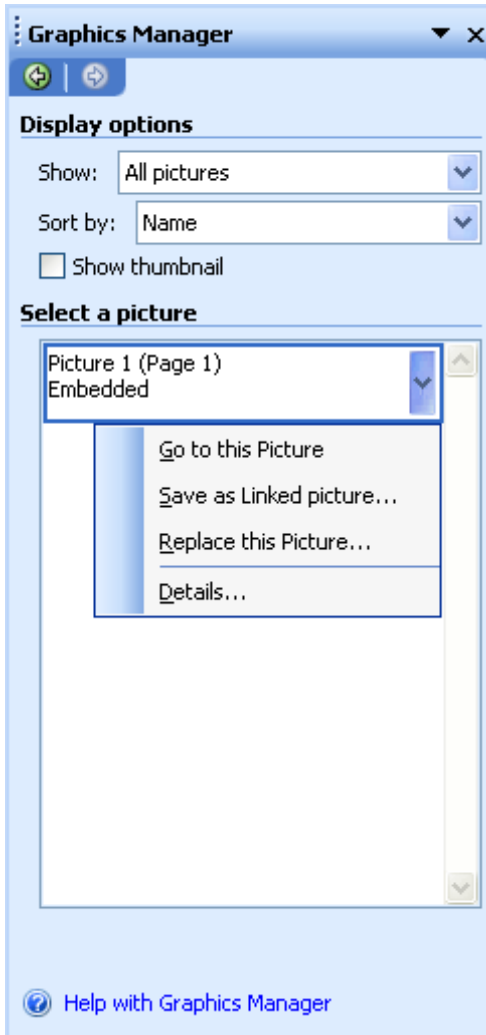 Graphics Manager
Display options
Show: All pictures
Sort by: Name
Show thumbnail
Select a picture
Picture 1 (Page 1)
Embedded
Go to this Picture
Save as Linked picture...
Replace this Picture...
Details...
Help with Graphics Manager